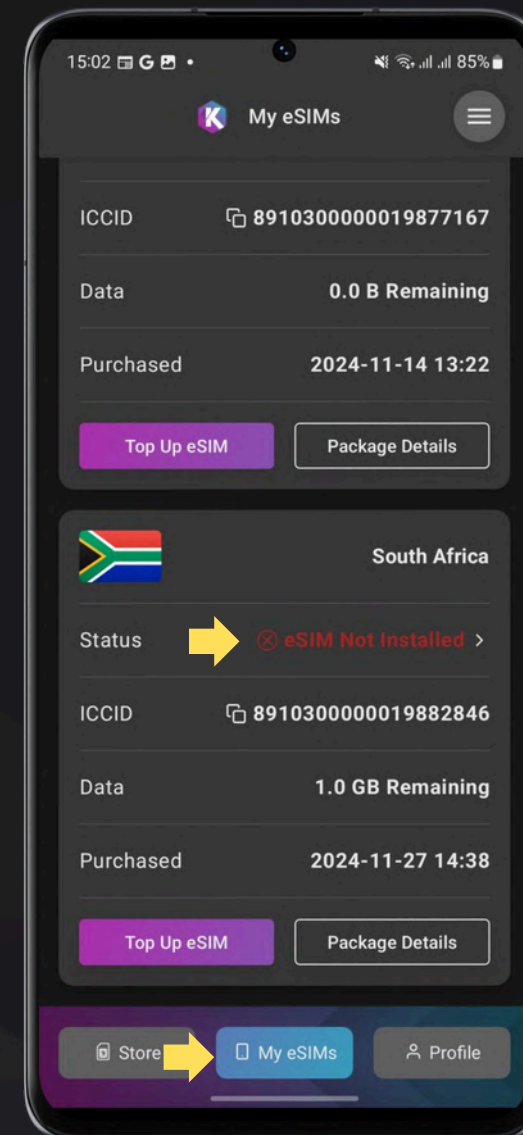 15:02 G 85%
K My eSIMs
ICCID 8910300000019877167
Data 0.0 B Remaining
Purchased 2024-11-14 13:22
Top Up eSIM Package Details
South Africa
Status eSIM Not Installed >
ICCID 8910300000019882846
Data 1.0 GB Remaining
Purchased 2024-11-27 14:38
Top Up eSIM Package Details
Store My eSIMs Profile